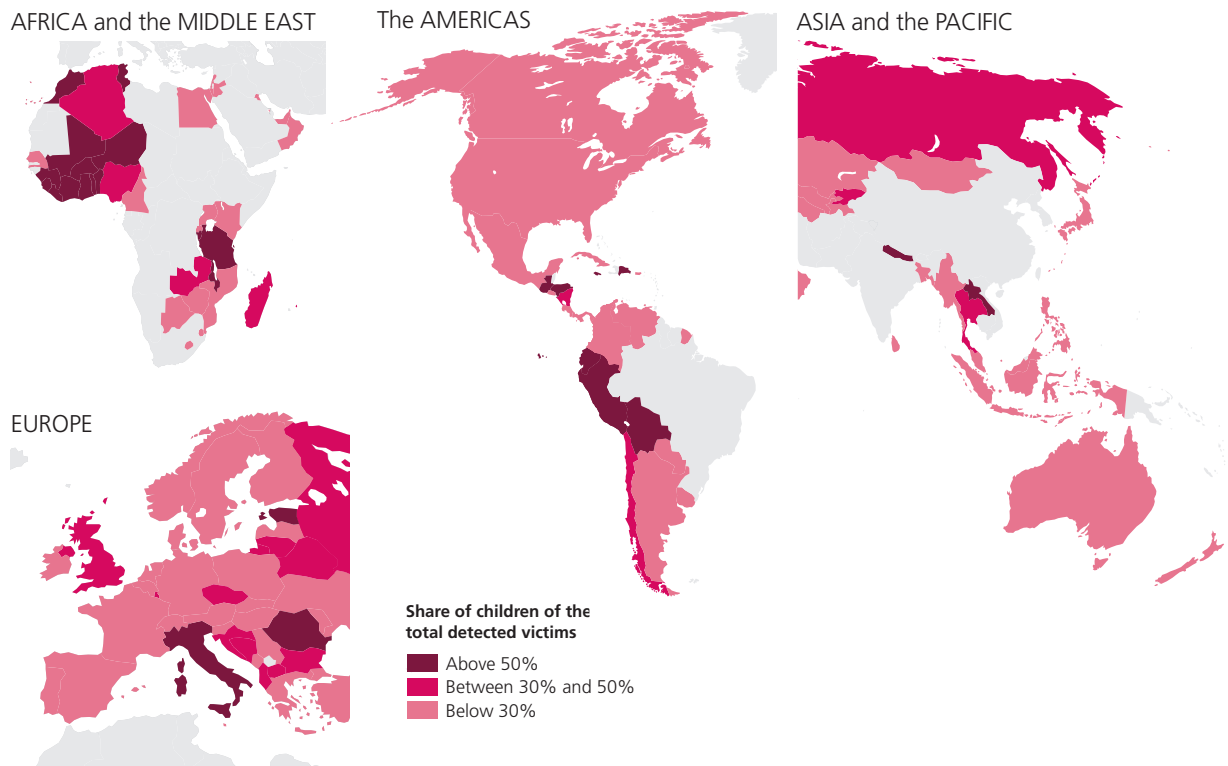 AFRICA and the MIDDLE EAST
The AMERICAS
ASIA and the PACIFIC
EUROPE
Share of children of the
total detected victims
Above 50%
Between 30% and 50%
Below 30%